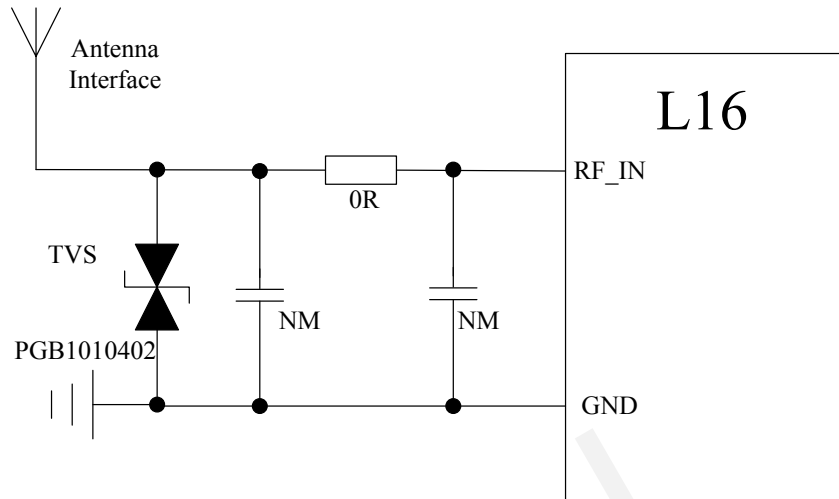 Antenna
Interface
L16
RF_IN
0R
TVS
NM
NM
PGB1010402
GND